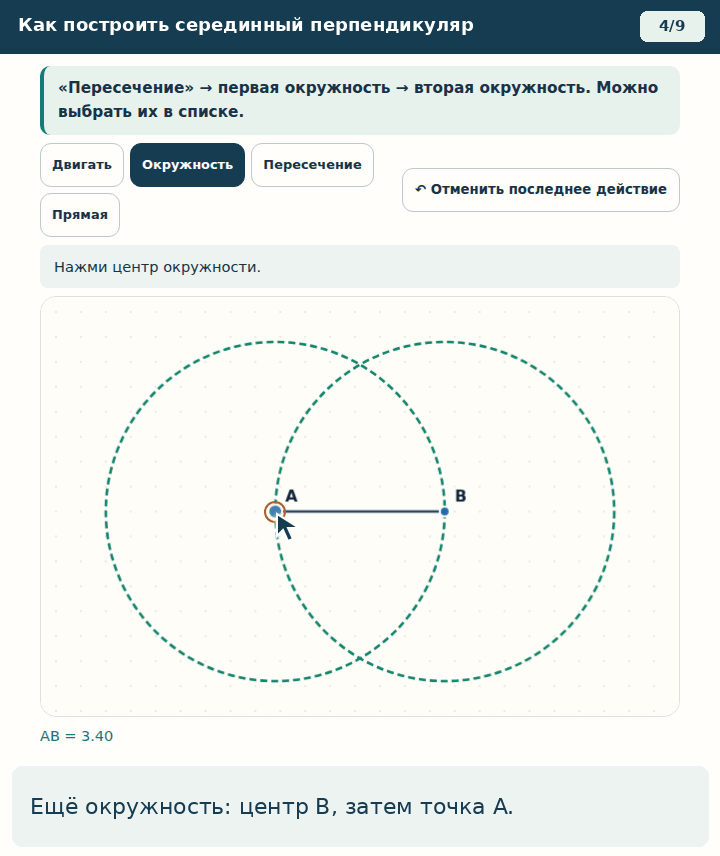 Как построить серединный перпендикуляр
4/9
«Пересечение» → первая окружность → вторая окружность. Можно
выбрать их в списке.
Двигать
Окружность
Пересечение
Прямая
↶ Отменить последнее действие
Нажми центр окружности.
A
B
AB = 3.40
Ещё окружность: центр B, затем точка A.